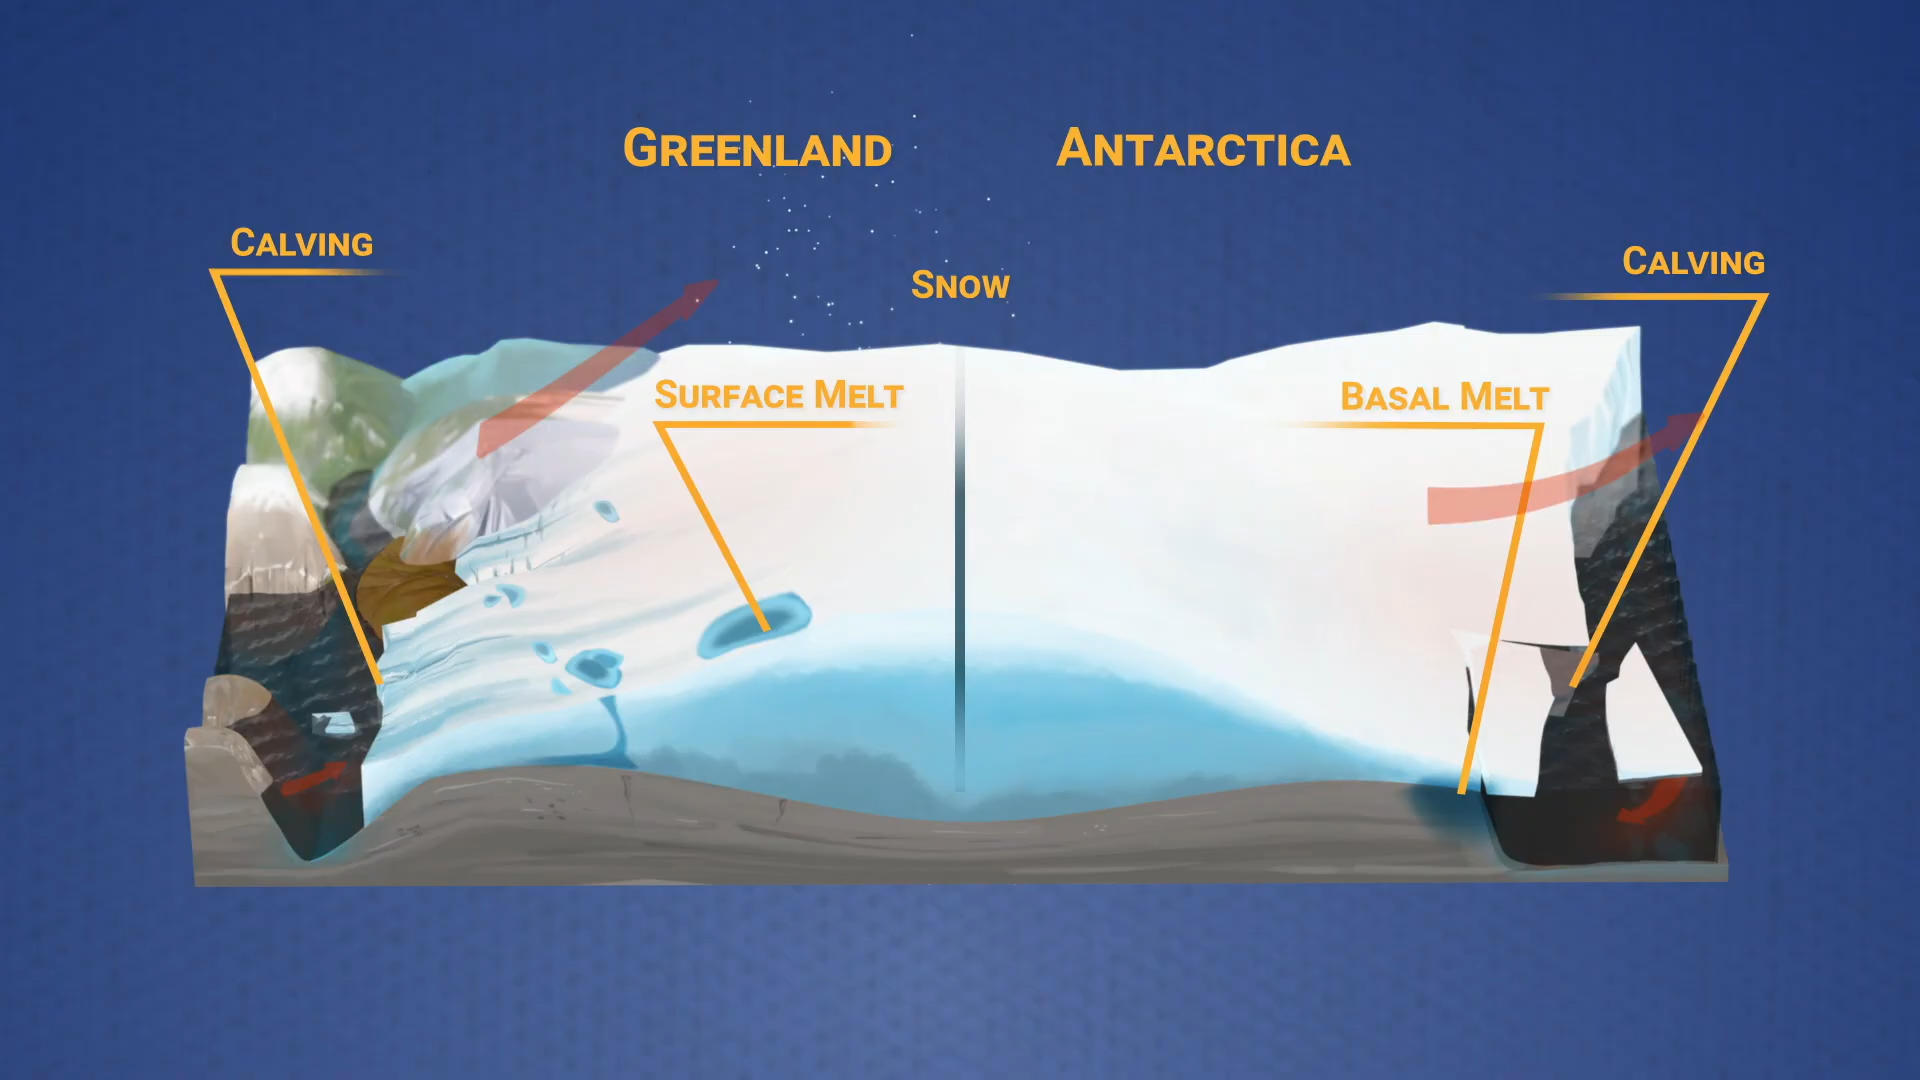 GREENLAND
ANTARCTICA
CALVING
CALVING
SNOW
SURFACE MELT
BASAL MELT